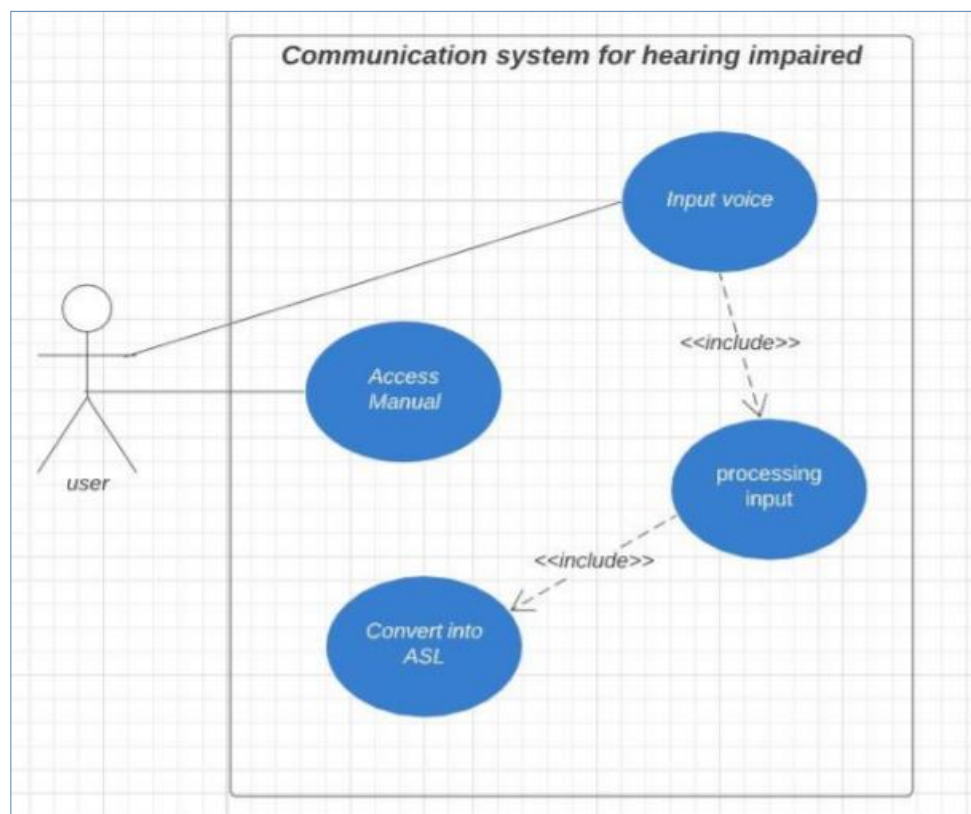 Communication system for hearing impaired
Input voice
<<include>>
Access
Manual
user
processing
input
<<include>>
Convert into
ASL